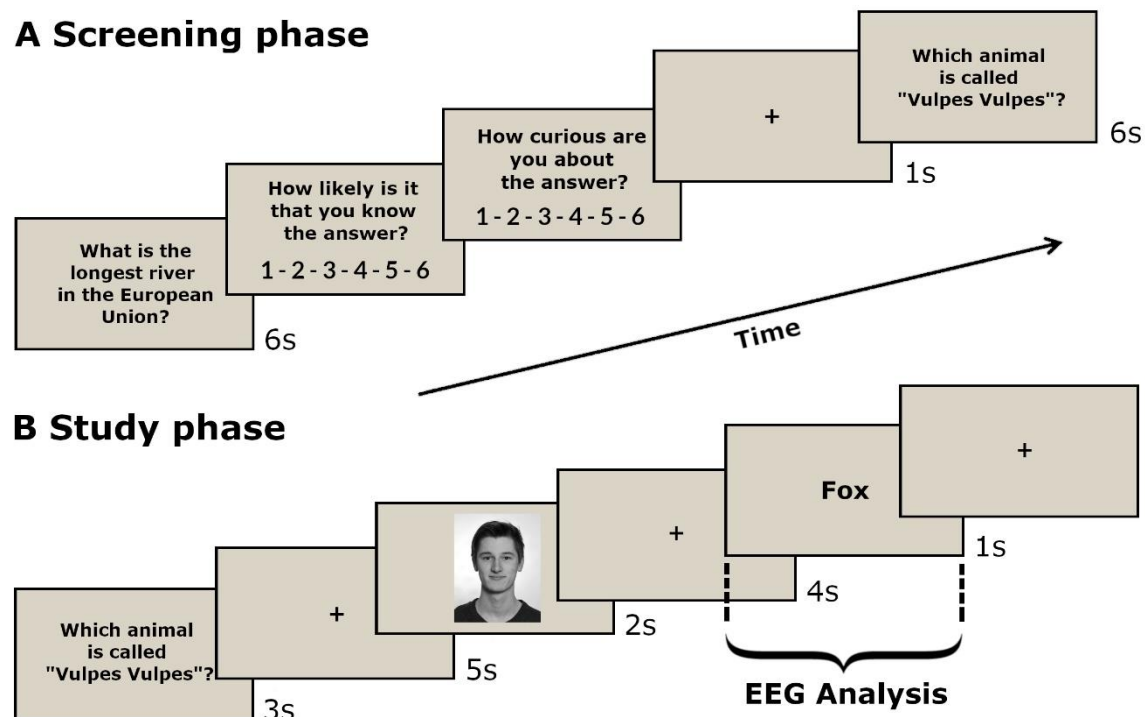 A Screening phase
What is the
longest river
in the European
Union?
6s
How likely is it
that you know
the answer?
1 - 2 - 3 - 4 - 5 - 6
How curious are
you about
the answer?
1 - 2 - 3 - 4 - 5 - 6
+
1s
Which animal
is called
"Vulpes Vulpes"?
6s
Time
B Study phase
Which animal
is called
"Vulpes Vulpes"?
3s
+
5s
2s
+
4s
Fox
1s
+
EEG Analysis